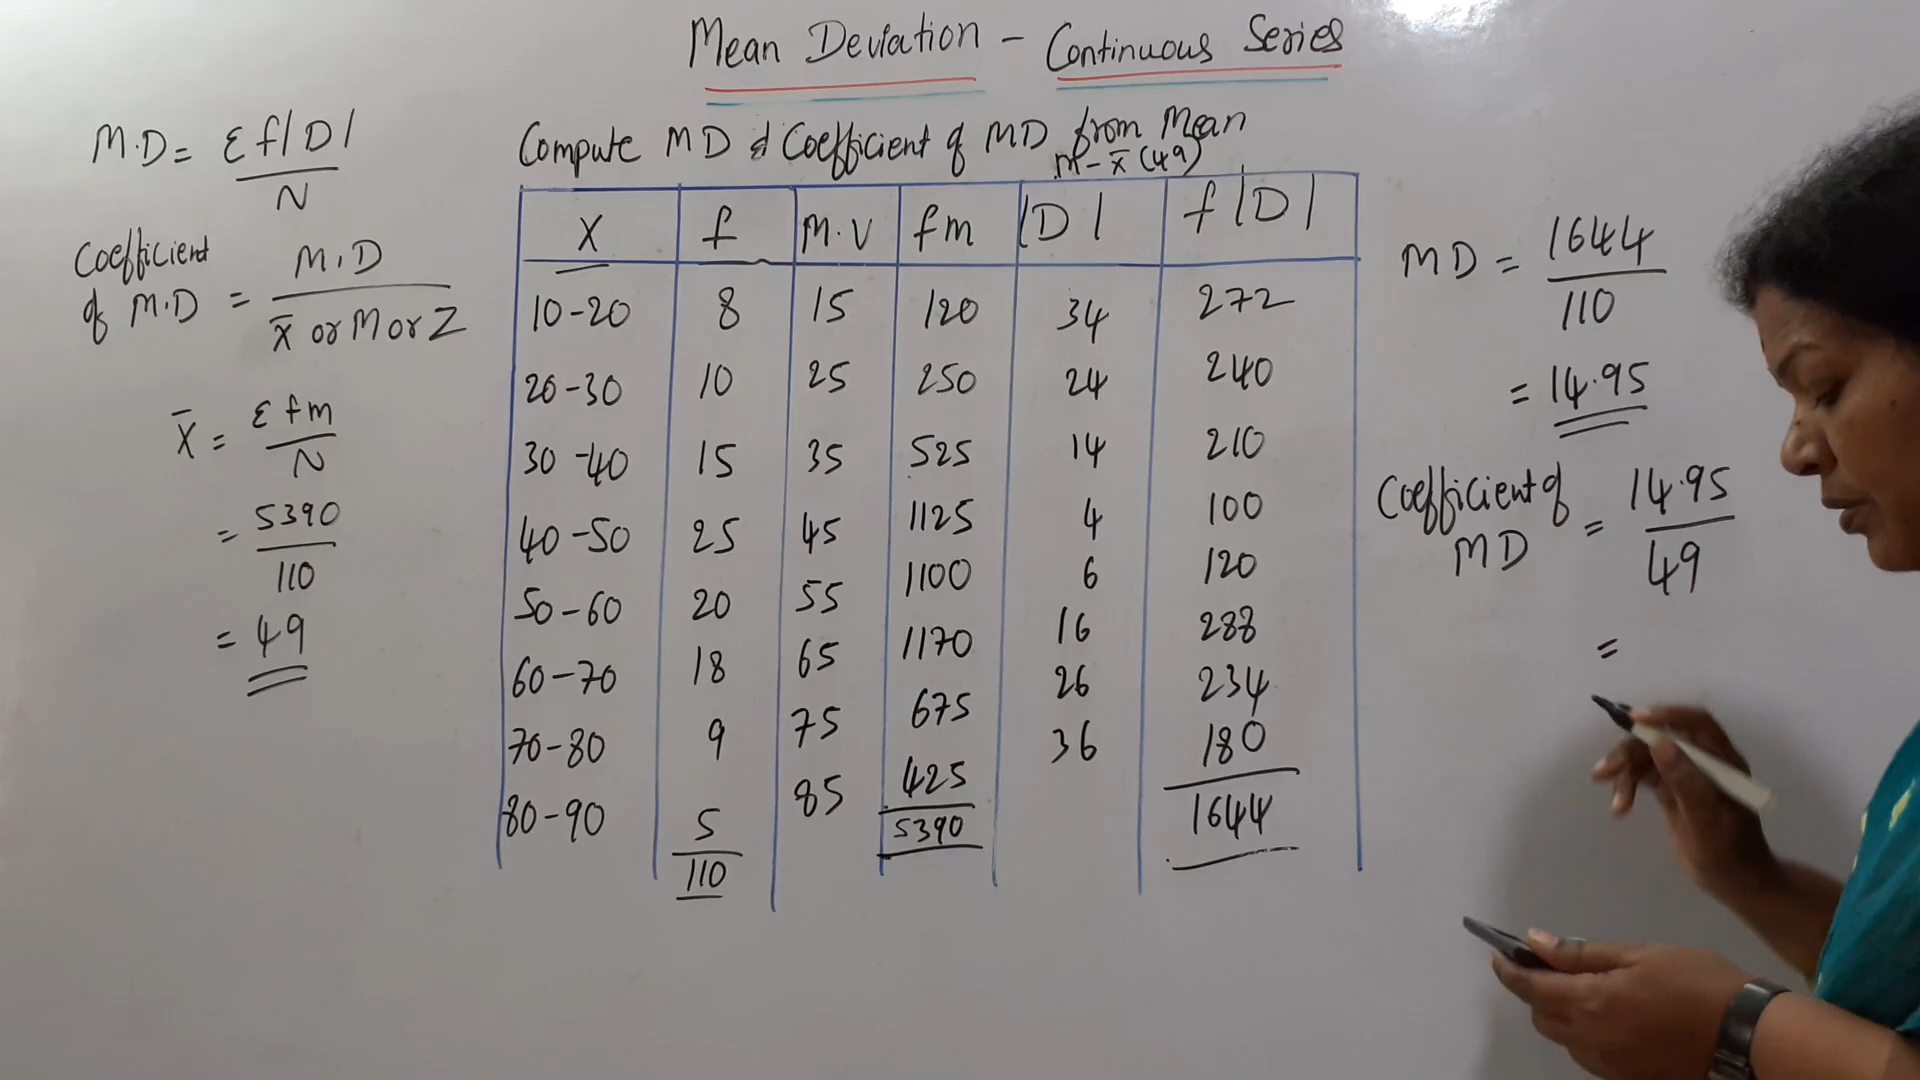 Mean Deviation - Continuous Series
M.D = Σf|D|
N
Coefficient
of M.D = M.D
x̄ or M or Z
X̄ = Σfm
N
= 5390
110
= 49
Compute MD & Coefficient of MD from Mean
m - x̄ (49)
X f M.V fm |D| f|D|
10-20 8 15 120 34 272
20-30 10 25 250 24 240
30-40 15 35 525 14 210
40-50 25 45 1125 4 100
50-60 20 55 1100 6 120
60-70 18 65 1170 16 288
70-80 9 75 675 26 234
80-90 5 85 425 36 180
110 5390 1644
MD = 1644
110
= 14.95
Coefficient of
MD = 14.95
49
=